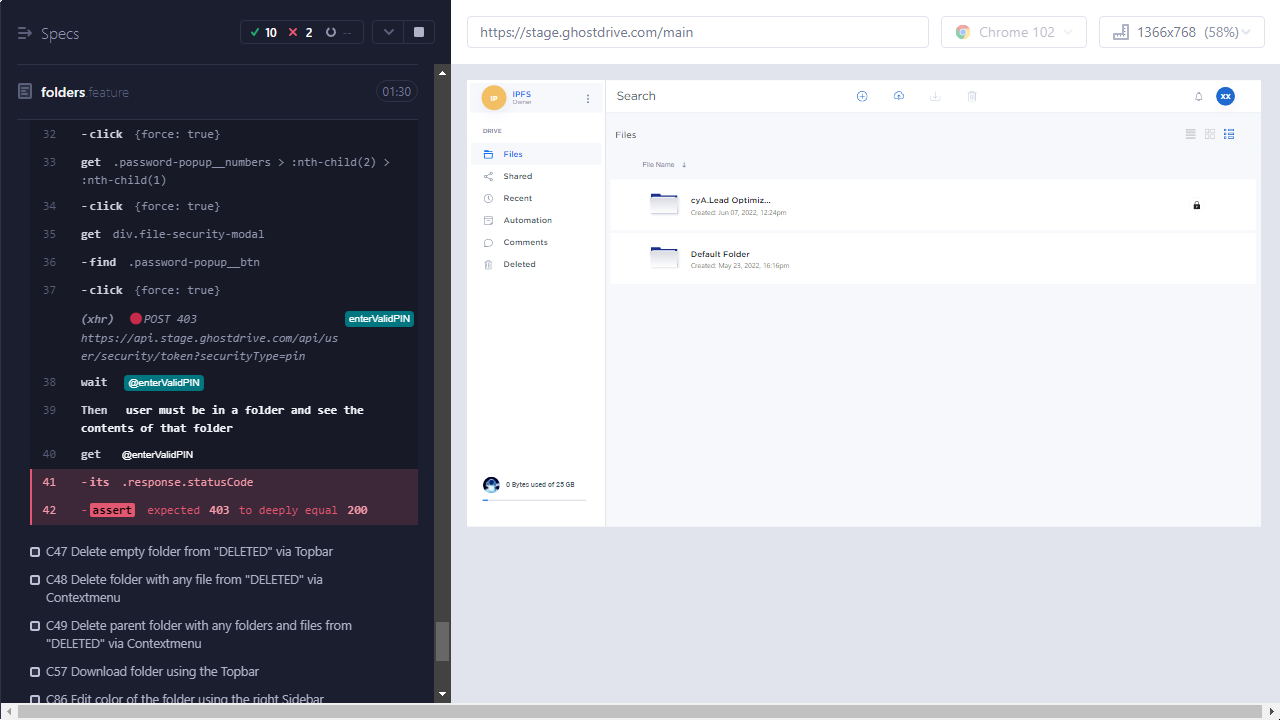 Specs
10
2
--
https://stage.ghostdrive.com/main
Chrome 102
1366x768 (58%)
folders feature
01:30
32 -click {force: true}
33 get .password-popup__numbers > :nth-child(2) >
:nth-child(1)
34 -click {force: true}
35 get div.file-security-modal
36 -find .password-popup__btn
37 -click {force: true}
(xhr) POST 403 enterValidPIN
https://api.stage.ghostdrive.com/api/us
er/security/token?securityType=pin
38 wait @enterValidPIN
39 Then user must be in a folder and see the
contents of that folder
40 get @enterValidPIN
41 -its .response.statusCode
42 -assert expected 403 to deeply equal 200
C47 Delete empty folder from "DELETED" via Topbar
C48 Delete folder with any file from "DELETED" via
Contextmenu
C49 Delete parent folder with any folders and files from
"DELETED" via Contextmenu
C57 Download folder using the Topbar
C86 Edit color of the folder using the right Sidebar
IP
IPFS
Owner
DRIVE
Files
Shared
Recent
Automation
Comments
Deleted
0 Bytes used of 25 GB
Search
XX
Files
File Name ↓
cyA.Lead Optimiz...
Created: Jun 07, 2022, 12:24pm
Default Folder
Created: May 23, 2022, 16:16pm